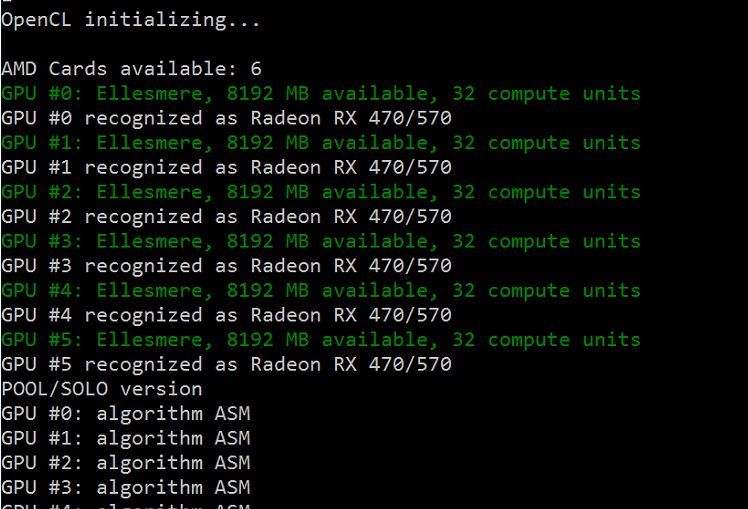 OpenCL initializing...
AMD Cards available: 6
GPU #0: Ellesmere, 8192 MB available, 32 compute units
GPU #0 recognized as Radeon RX 470/570
GPU #1: Ellesmere, 8192 MB available, 32 compute units
GPU #1 recognized as Radeon RX 470/570
GPU #2: Ellesmere, 8192 MB available, 32 compute units
GPU #2 recognized as Radeon RX 470/570
GPU #3: Ellesmere, 8192 MB available, 32 compute units
GPU #3 recognized as Radeon RX 470/570
GPU #4: Ellesmere, 8192 MB available, 32 compute units
GPU #4 recognized as Radeon RX 470/570
GPU #5: Ellesmere, 8192 MB available, 32 compute units
GPU #5 recognized as Radeon RX 470/570
POOL/SOLO version
GPU #0: algorithm ASM
GPU #1: algorithm ASM
GPU #2: algorithm ASM
GPU #3: algorithm ASM
GPU #4: algorithm ASM